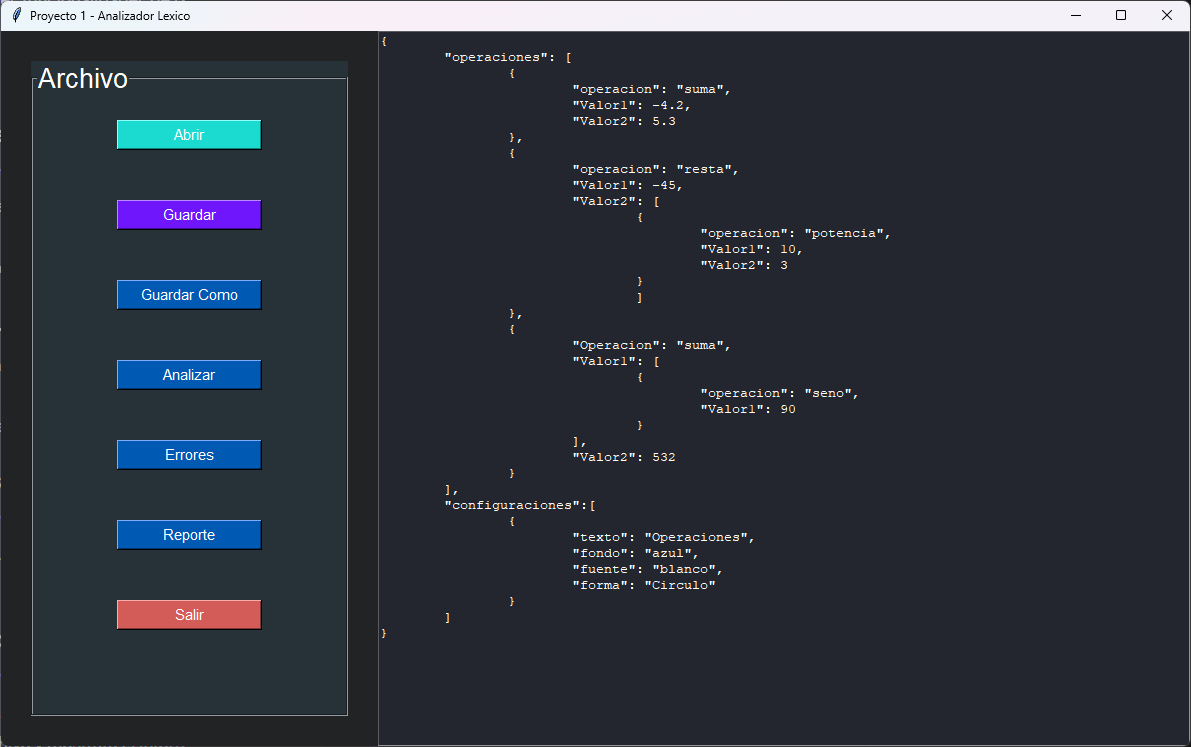 Proyecto 1 - Analizador Lexico
Archivo
Abrir
Guardar
Guardar Como
Analizar
Errores
Reporte
Salir
{
"operaciones": [
{
"operacion": "suma",
"Valor1": -4.2,
"Valor2": 5.3
},
{
"operacion": "resta",
"Valor1": -45,
"Valor2": [
{
"operacion": "potencia",
"Valor1": 10,
"Valor2": 3
}
]
},
{
"Operacion": "suma",
"Valor1": [
{
"operacion": "seno",
"Valor1": 90
}
],
"Valor2": 532
}
],
"configuraciones":[
{
"texto": "Operaciones",
"fondo": "azul",
"fuente": "blanco",
"forma": "Circulo"
}
]
}